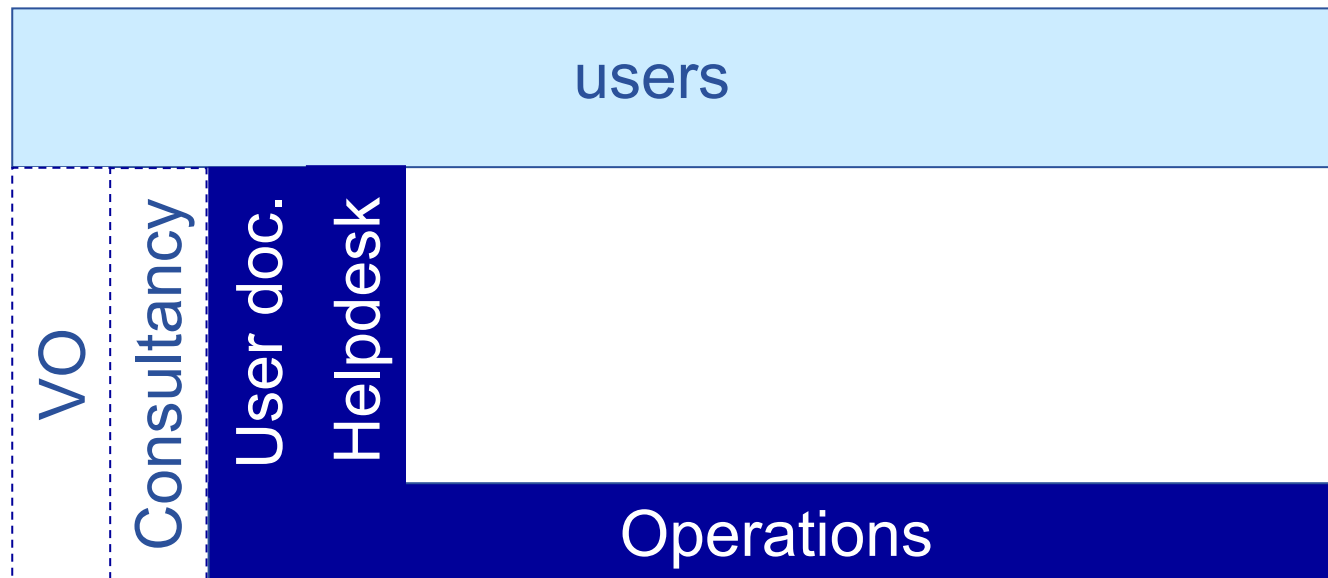 users
VO
Consultancy
User doc.
Helpdesk
Operations